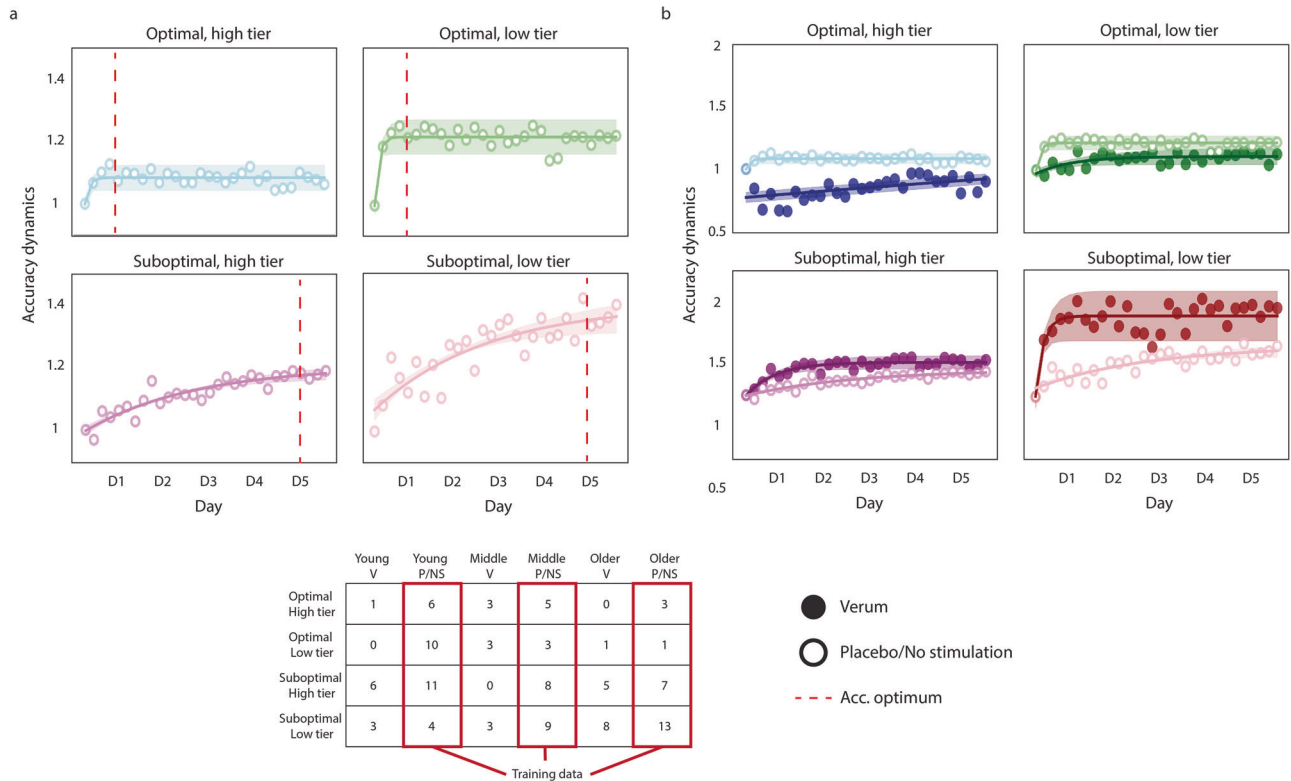 a
b
Optimal, high tier
Optimal, low tier
Optimal, high tier
Optimal, low tier
1.4
1.2
1
2
1.5
1
0.5
Suboptimal, high tier
Suboptimal, low tier
Suboptimal, high tier
Suboptimal, low tier
1.4
1.2
1
2
1.5
1
0.5
Accuracy dynamics
Accuracy dynamics
D1 D2 D3 D4 D5
D1 D2 D3 D4 D5
D1 D2 D3 D4 D5
D1 D2 D3 D4 D5
Day
Day
Day
Day
Young Young Middle Middle Older Older
V P/NS V P/NS V P/NS
Optimal
High tier
1 6 3 5 0 3
Optimal
Low tier
0 10 3 3 1 1
Suboptimal
High tier
6 11 0 8 5 7
Suboptimal
Low tier
3 4 3 9 8 13
Training data
Verum
Placebo/No stimulation
Acc. optimum